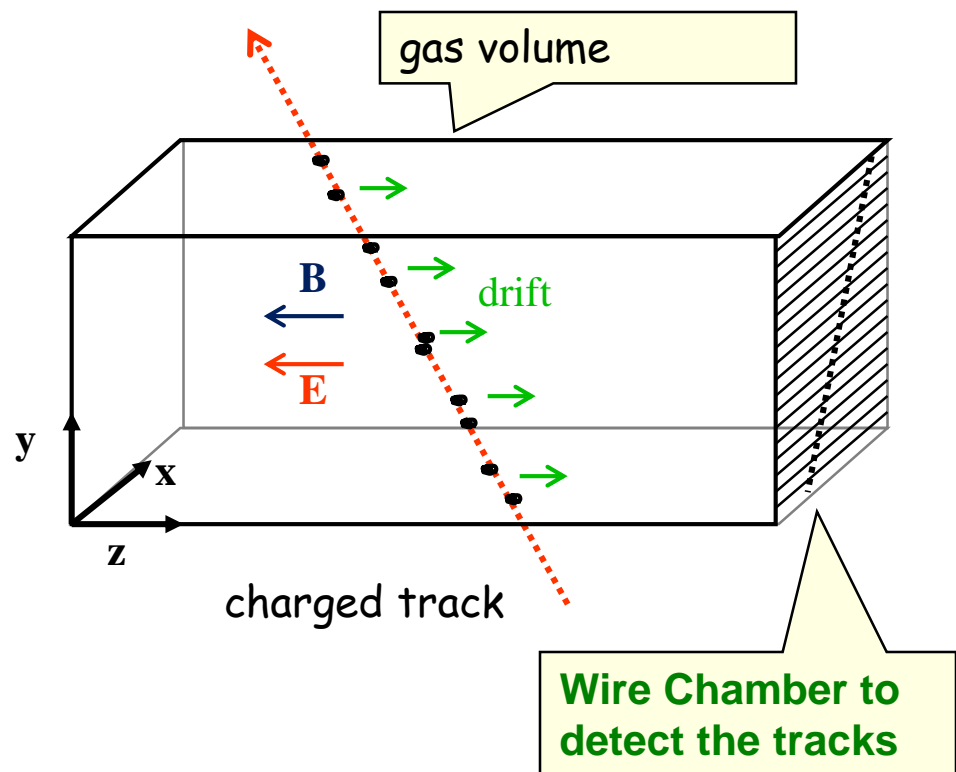 gas volume
B
drift
E
y
x
z
charged track
Wire Chamber to
detect the tracks